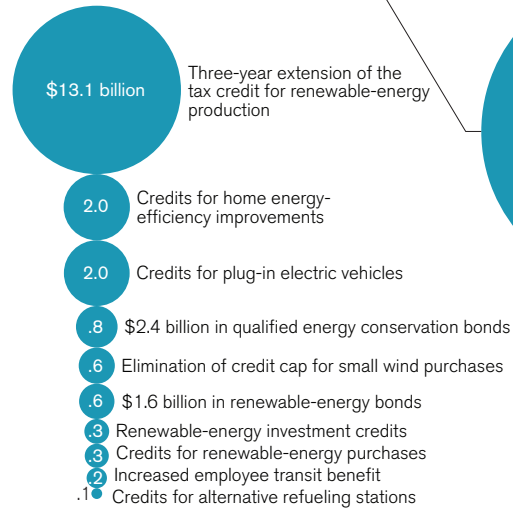 $13.1 billion
Three-year extension of the
tax credit for renewable-energy
production
2.0
Credits for home energy-
efficiency improvements
2.0
Credits for plug-in electric vehicles
.8
$2.4 billion in qualified energy conservation bonds
.6
Elimination of credit cap for small wind purchases
.6
$1.6 billion in renewable-energy bonds
.3
Renewable-energy investment credits
.3
Credits for renewable-energy purchases
.2
Increased employee transit benefit
.1
Credits for alternative refueling stations